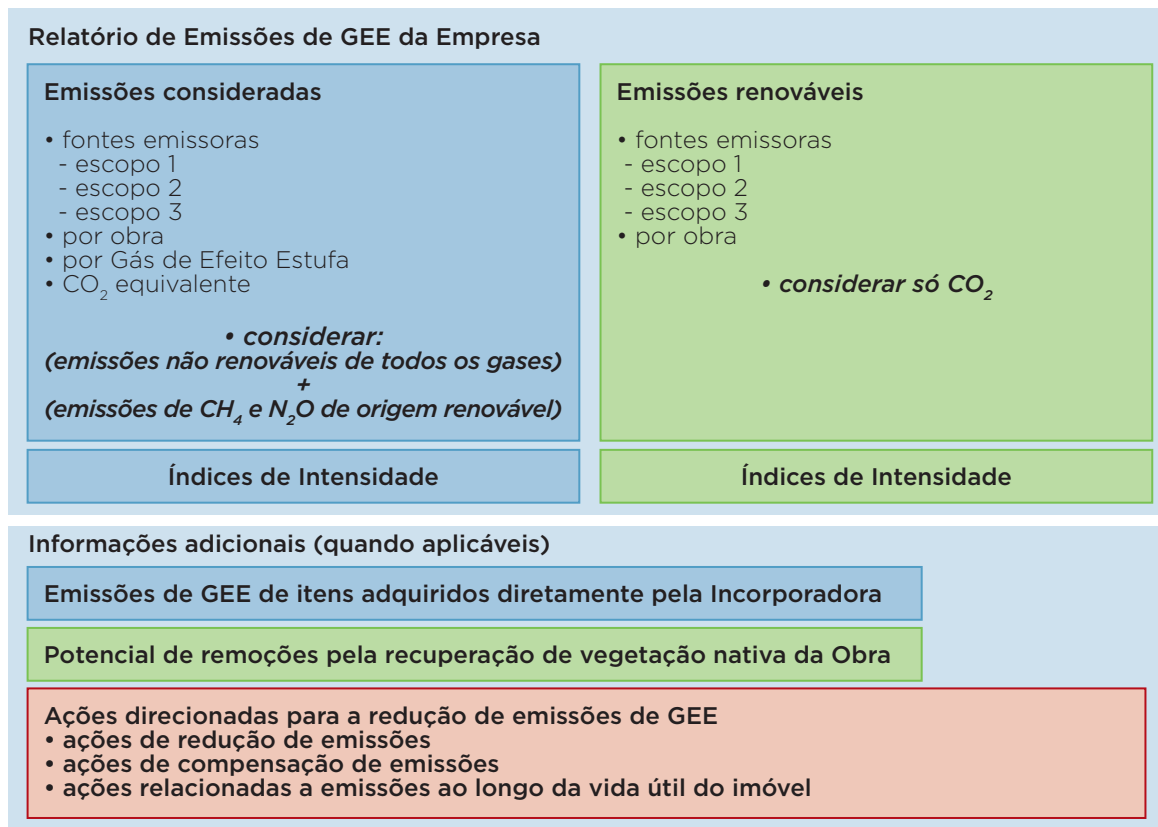 Relatório de Emissões de GEE da Empresa
Emissões consideradas
• fontes emissoras
- escopo 1
- escopo 2
- escopo 3
• por obra
• por Gás de Efeito Estufa
• CO₂ equivalente
• considerar:
(emissões não renováveis de todos os gases)
+
(emissões de CH₄ e N₂O de origem renovável)
Índices de Intensidade
Emissões renováveis
• fontes emissoras
- escopo 1
- escopo 2
- escopo 3
• por obra
• considerar só CO₂
Índices de Intensidade
Informações adicionais (quando aplicáveis)
Emissões de GEE de itens adquiridos diretamente pela Incorporadora
Potencial de remoções pela recuperação de vegetação nativa da Obra
Ações direcionadas para a redução de emissões de GEE
• ações de redução de emissões
• ações de compensação de emissões
• ações relacionadas a emissões ao longo da vida útil do imóvel